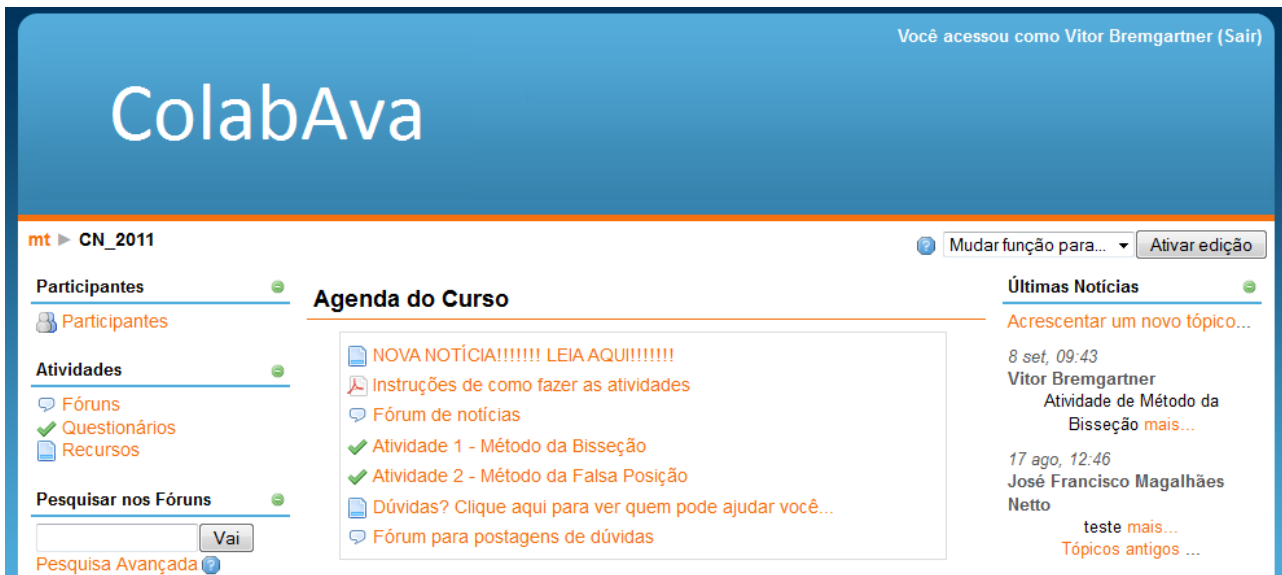 Você acessou como Vitor Bremgartner (Sair)
ColabAva
mt ► CN_2011
Mudar função para...
Ativar edição
Participantes
Participantes
Atividades
Fóruns
Questionários
Recursos
Pesquisar nos Fóruns
Vai
Pesquisa Avançada
Agenda do Curso
NOVA NOTÍCIA!!!!!!! LEIA AQUI!!!!!!!
Instruções de como fazer as atividades
Fórum de notícias
Atividade 1 - Método da Bisseção
Atividade 2 - Método da Falsa Posição
Dúvidas? Clique aqui para ver quem pode ajudar você...
Fórum para postagens de dúvidas
Últimas Notícias
Acrescentar um novo tópico...
8 set, 09:43
Vitor Bremgartner
Atividade de Método da
Bisseção mais...
17 ago, 12:46
José Francisco Magalhães
Netto
teste mais...
Tópicos antigos ...